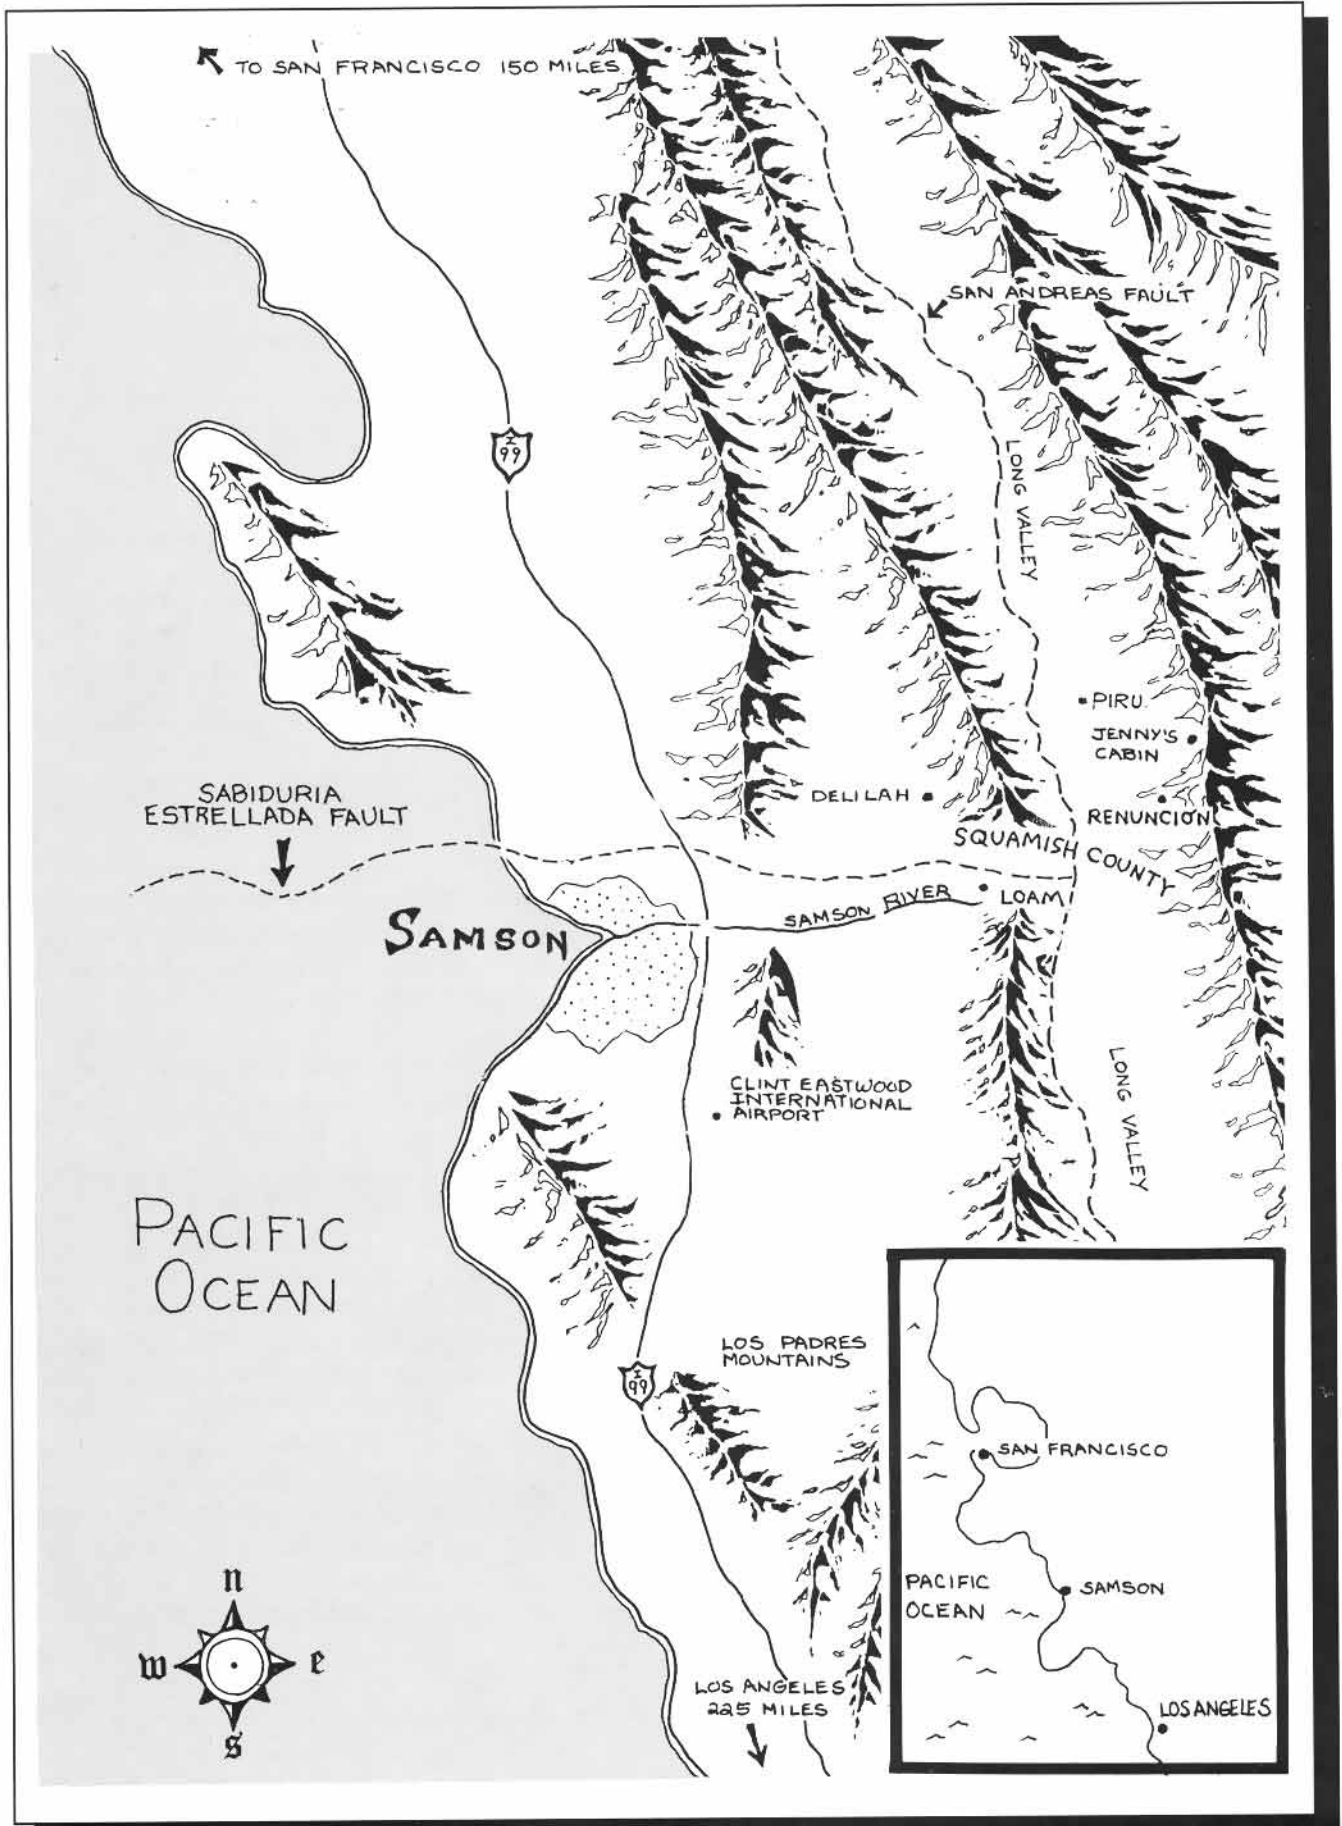 TO SAN FRANCISCO 150 MILES
SAN ANDREAS FAULT
I
99
LONG VALLEY
PIRU
JENNY'S
CABIN
SABIDURIA
ESTRELLADA FAULT
DELILAH
RENUNCION
SQUAMISH COUNTY
SAMSON RIVER
LOAM
SAMSON
CLINT EASTWOOD
INTERNATIONAL
AIRPORT
LONG VALLEY
PACIFIC
OCEAN
LOS PADRES
MOUNTAINS
I
99
SAN FRANCISCO
PACIFIC
OCEAN
SAMSON
LOS ANGELES
n
w
e
s
LOS ANGELES
225 MILES